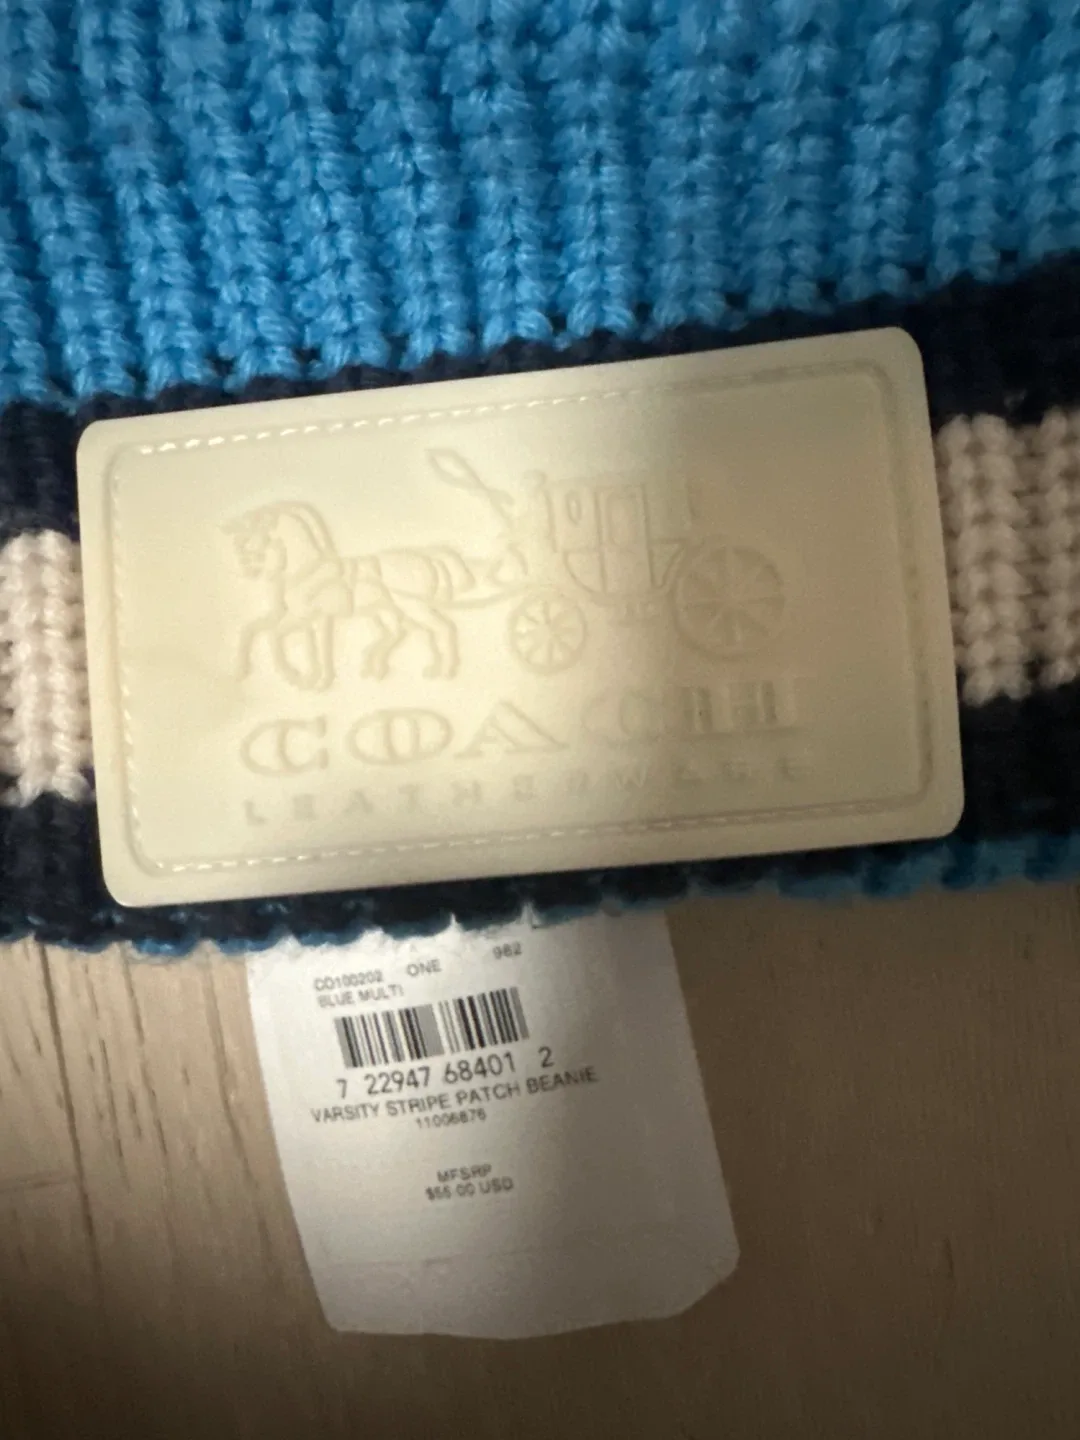 COACH
LEATHERWARE
CO100202 ONE 982
BLUE MULTI
7 22947 68401 2
VARSITY STRIPE PATCH BEANIE
11006876
MFSRP
$55.00 USD